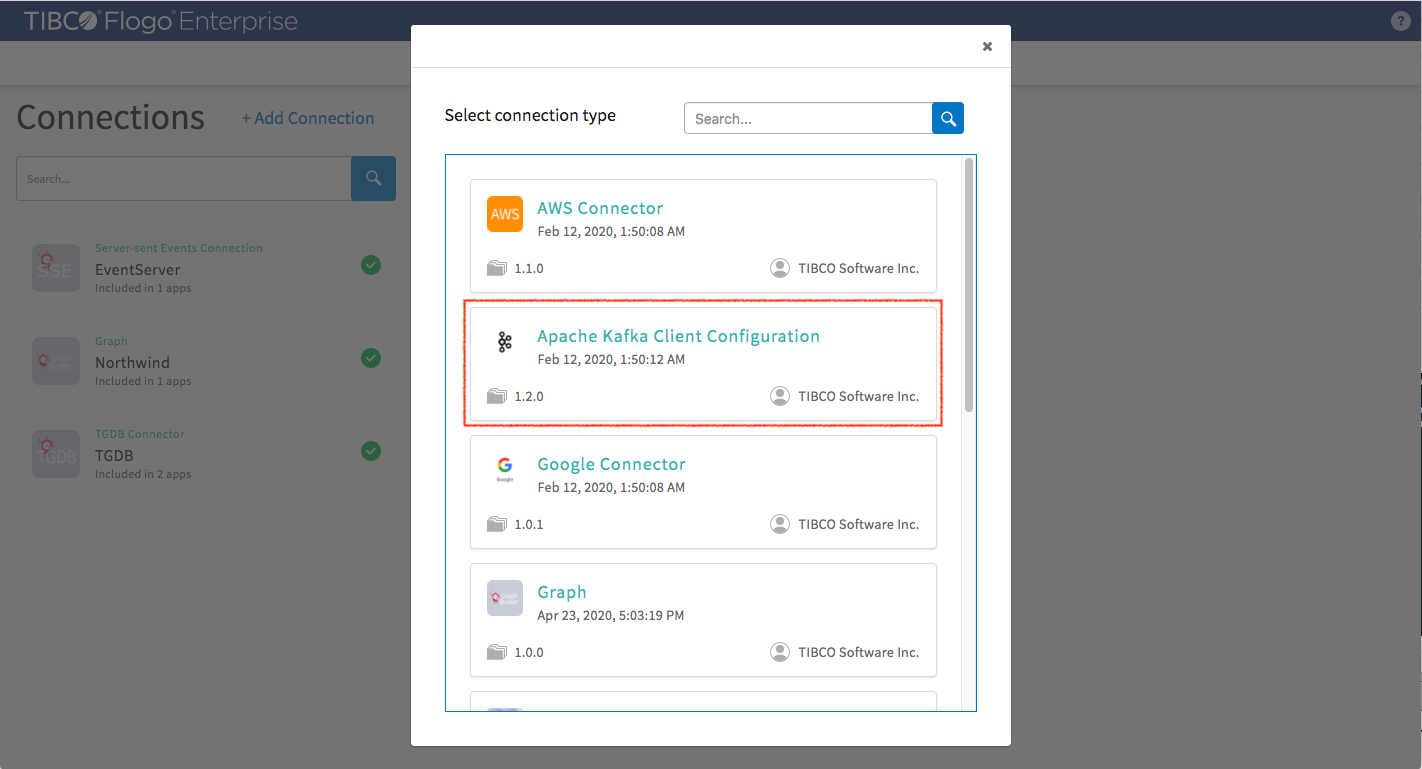 TIBCO® Flogo® Enterprise
?
Connections
+ Add Connection
Search...
Server-sent Events Connection
SSE
EventServer
Included in 1 apps
Graph
Northwind
Included in 1 apps
TGDB Connector
TGDB
TGDB
Included in 2 apps
×
Select connection type
Search...
AWS
AWS Connector
Feb 12, 2020, 1:50:08 AM
1.1.0
TIBCO Software Inc.
Apache Kafka Client Configuration
Feb 12, 2020, 1:50:12 AM
1.2.0
TIBCO Software Inc.
Google
Google Connector
Feb 12, 2020, 1:50:08 AM
1.0.1
TIBCO Software Inc.
Graph
Apr 23, 2020, 5:03:19 PM
1.0.0
TIBCO Software Inc.